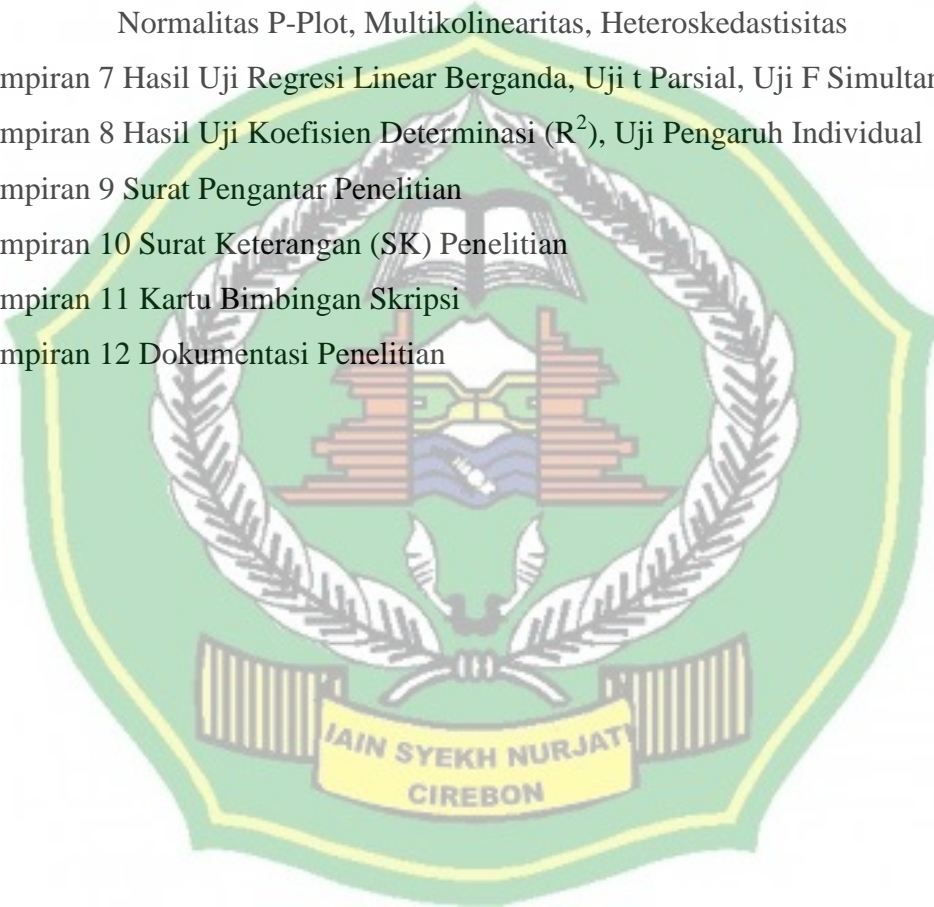 Normalitas P-Plot, Multikolinearitas, Heteroskedastisitas
mpiran 7 Hasil Uji Regresi Linear Berganda, Uji t Parsial, Uji F Simultan
mpiran 8 Hasil Uji Koefisien Determinasi (R²), Uji Pengaruh Individual
mpiran 9 Surat Pengantar Penelitian
mpiran 10 Surat Keterangan (SK) Penelitian
mpiran 11 Kartu Bimbingan Skripsi
mpiran 12 Dokumentasi Penelitian
IAIN SYEKH NURJATI
CIREBON